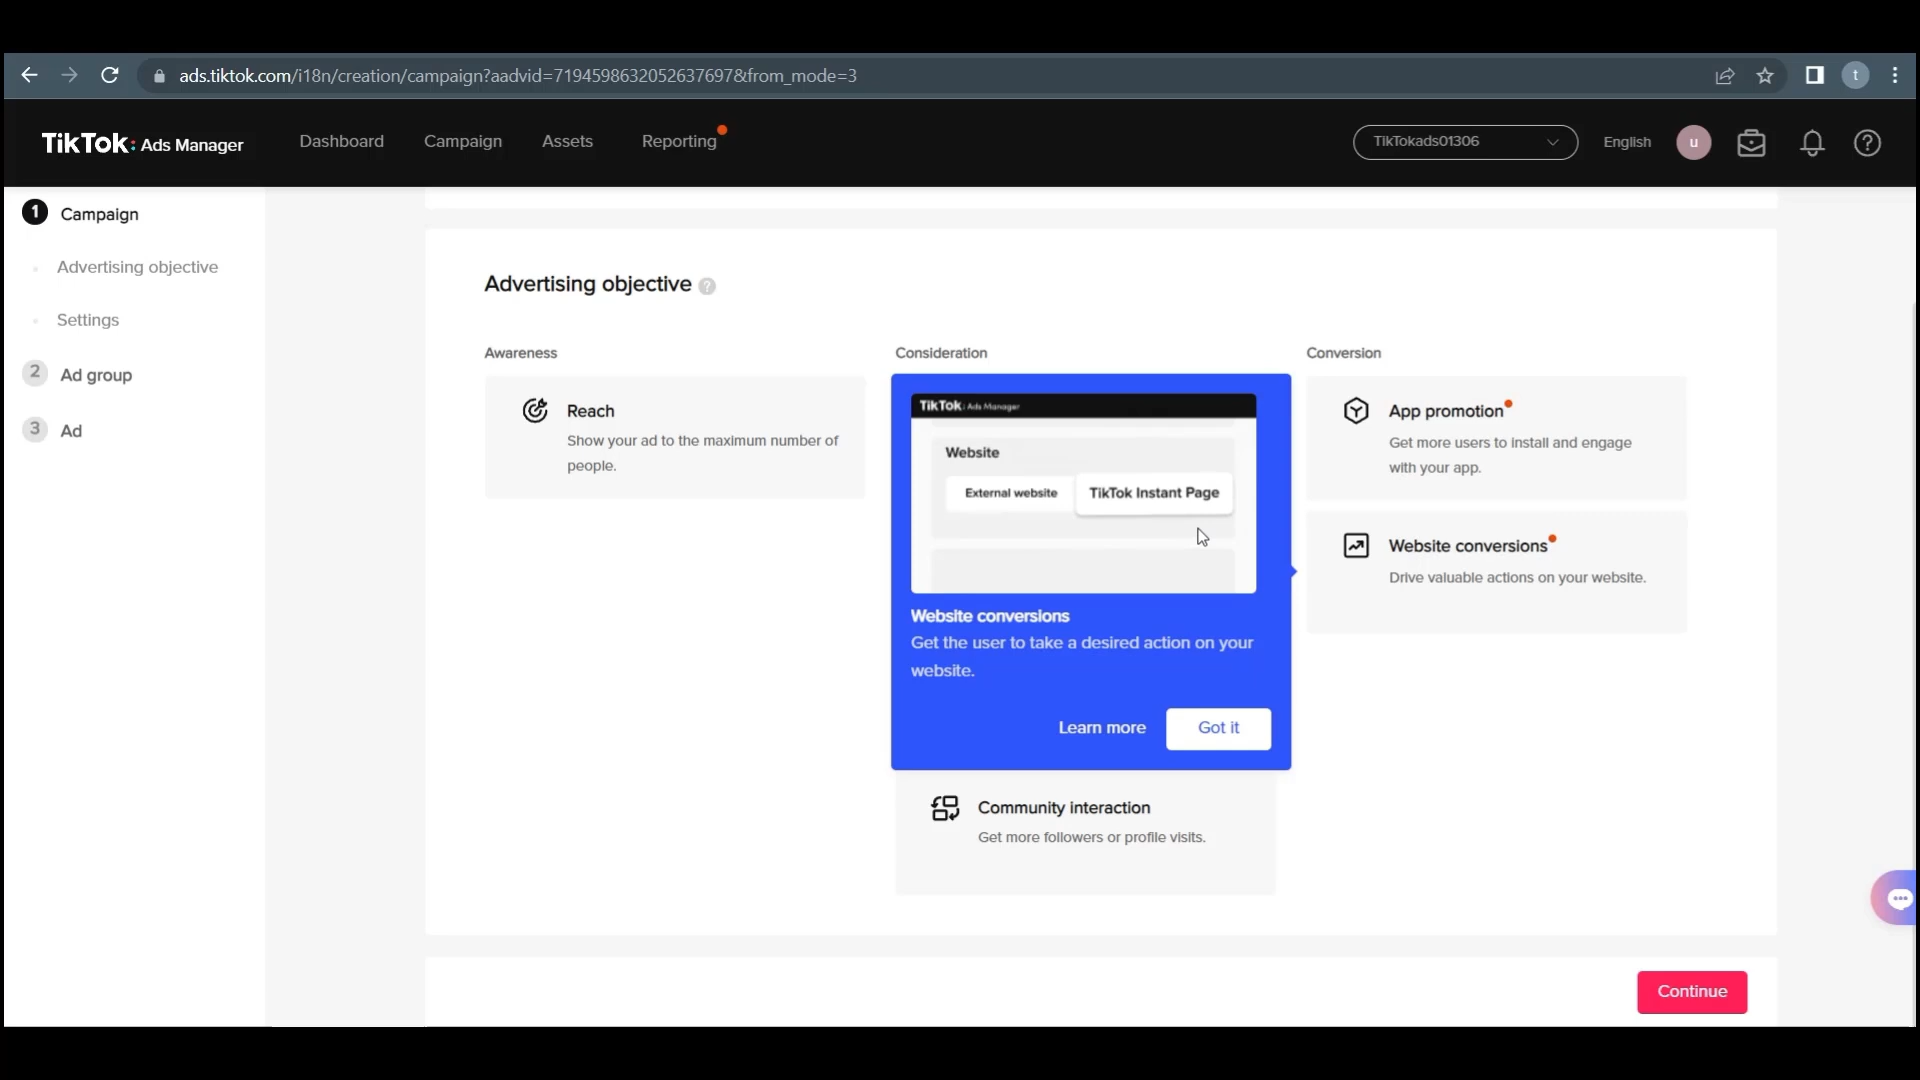 ads.tiktok.com/i18n/creation/campaign?aadvid=7194598632052637697&from_mode=3
t
TikTok: Ads Manager
Dashboard
Campaign
Assets
Reporting
TikTokads01306
English
u
?
1 Campaign
Advertising objective
Settings
2 Ad group
3 Ad
Advertising objective ?
Awareness
Reach
Show your ad to the maximum number of
people.
Consideration
TikTok: Ads Manager
Website
External website
TikTok Instant Page
Website conversions
Get the user to take a desired action on your
website.
Learn more
Got it
Community interaction
Get more followers or profile visits.
Conversion
App promotion
Get more users to install and engage
with your app.
Website conversions
Drive valuable actions on your website.
Continue